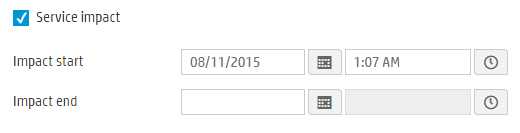 Service impact
Impact start 08/11/2015 1:07 AM
Impact end